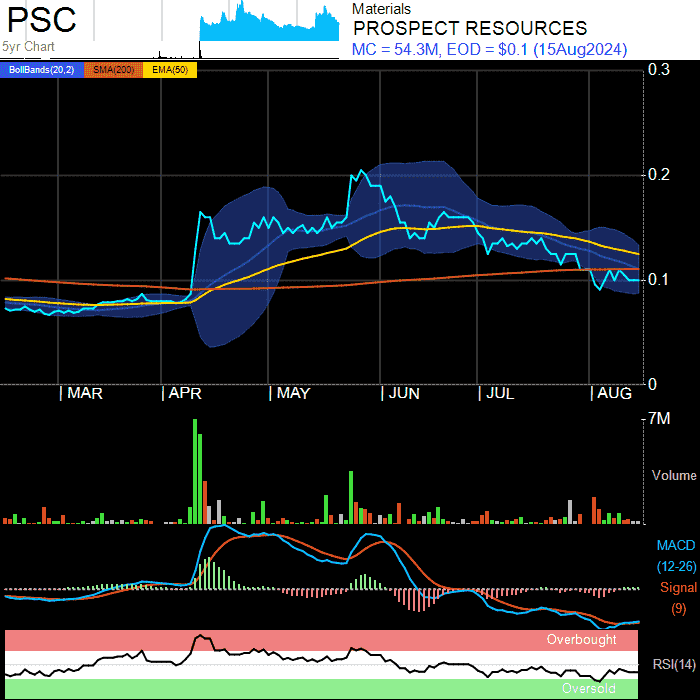 PSC
5yr Chart
Materials
PROSPECT RESOURCES
MC = 54.3M, EOD = $0.1 (15Aug2024)
BollBands(20,2) SMA(200) EMA(50)
0.3
0.2
0.1
0
| MAR | APR | MAY | JUN | JUL | AUG
7M
Volume
MACD
(12-26)
Signal
(9)
Overbought
RSI(14)
Oversold